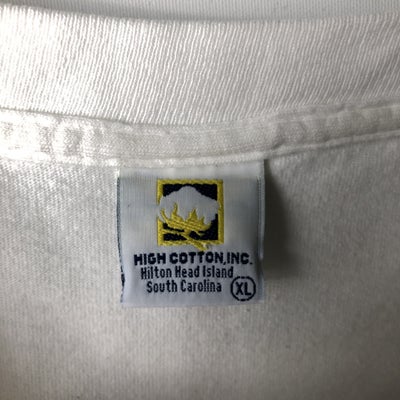 HIGH COTTON, INC.
Hilton Head Island
South Carolina XL